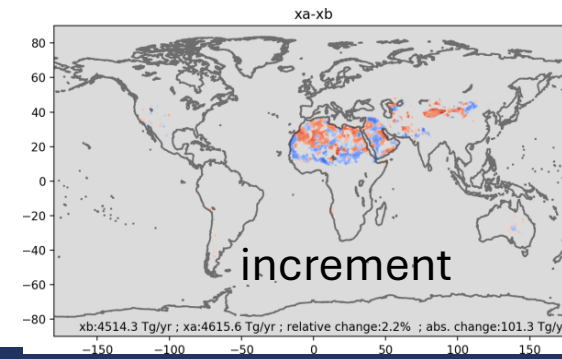 xa-xb
80
60
40
20
0
−20
−40
−60
−80
increment
xb:4514.3 Tg/yr ; xa:4615.6 Tg/yr ; relative change:2.2% ; abs. change:101.3 Tg/y
−150 −100 −50 0 50 100 150